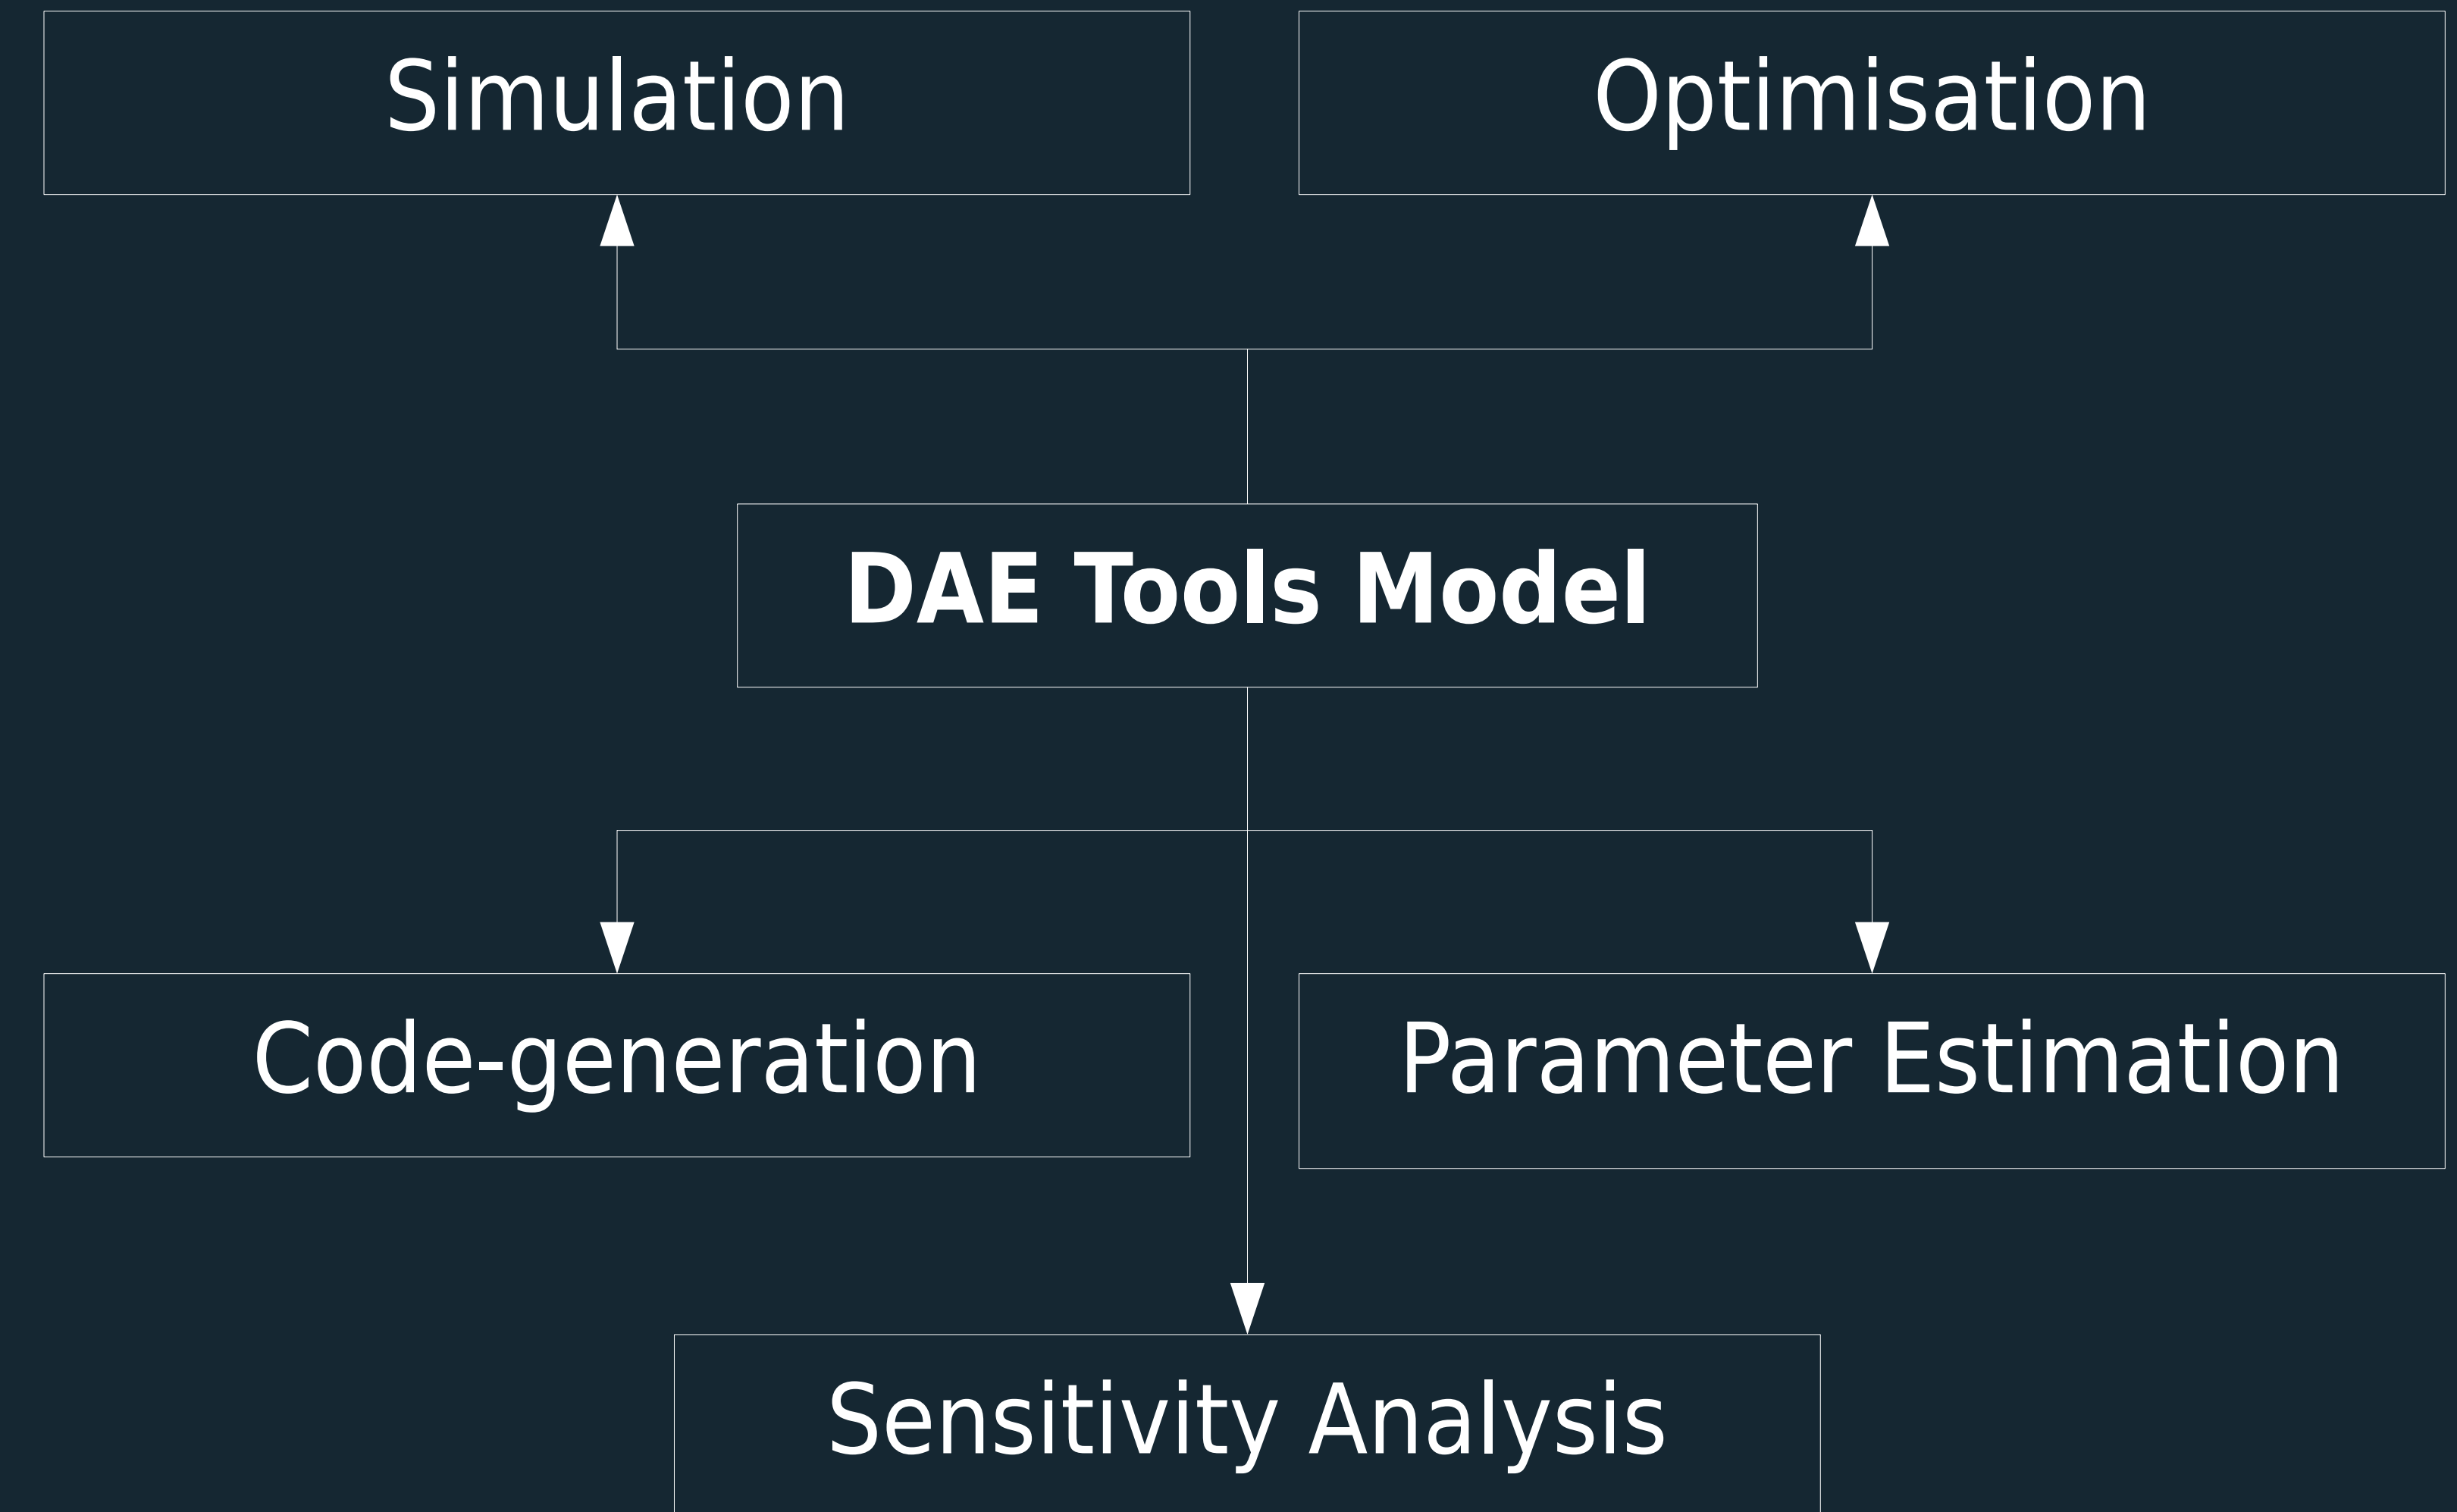 Simulation
Optimisation
DAE Tools Model
Code-generation
Parameter Estimation
Sensitivity Analysis